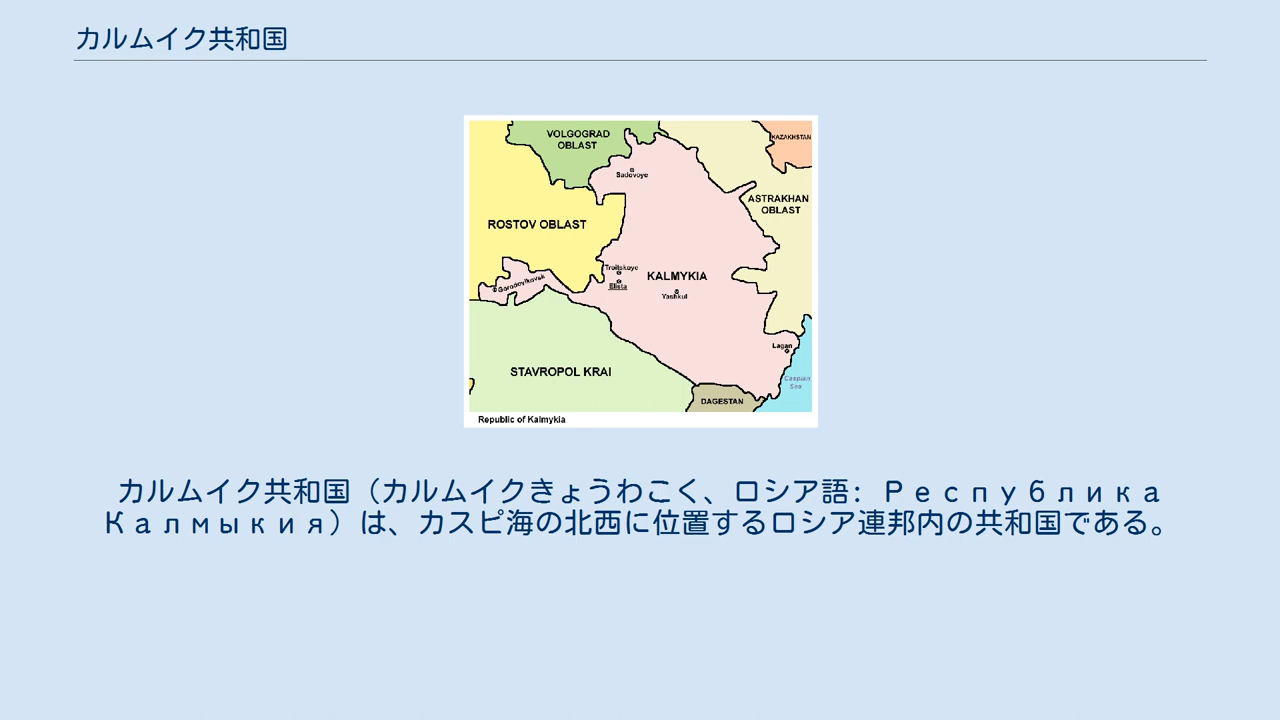 カルムイク共和国
VOLGOGRAD
OBLAST
KAZAKHSTAN
Sadovoye
ASTRAKHAN
OBLAST
ROSTOV OBLAST
Troitskoye
KALMYKIA
Gorodovikovsk
Elista
Yashkul
Lagan
STAVROPOL KRAI
Caspian
Sea
DAGESTAN
Republic of Kalmykia
カルムイク共和国（カルムイクきょうわこく、ロシア語: Республика
Калмыкия）は、カスピ海の北西に位置するロシア連邦内の共和国である。